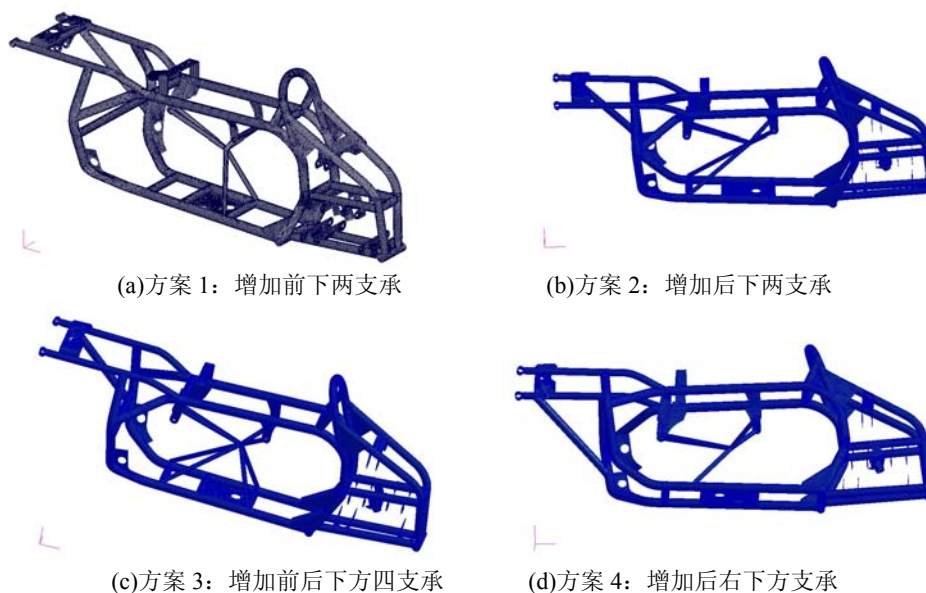 (a)方案 1：增加前下两支承
(b)方案 2：增加后下两支承
(c)方案 3：增加前后下方四支承
(d)方案 4：增加后右下方支承